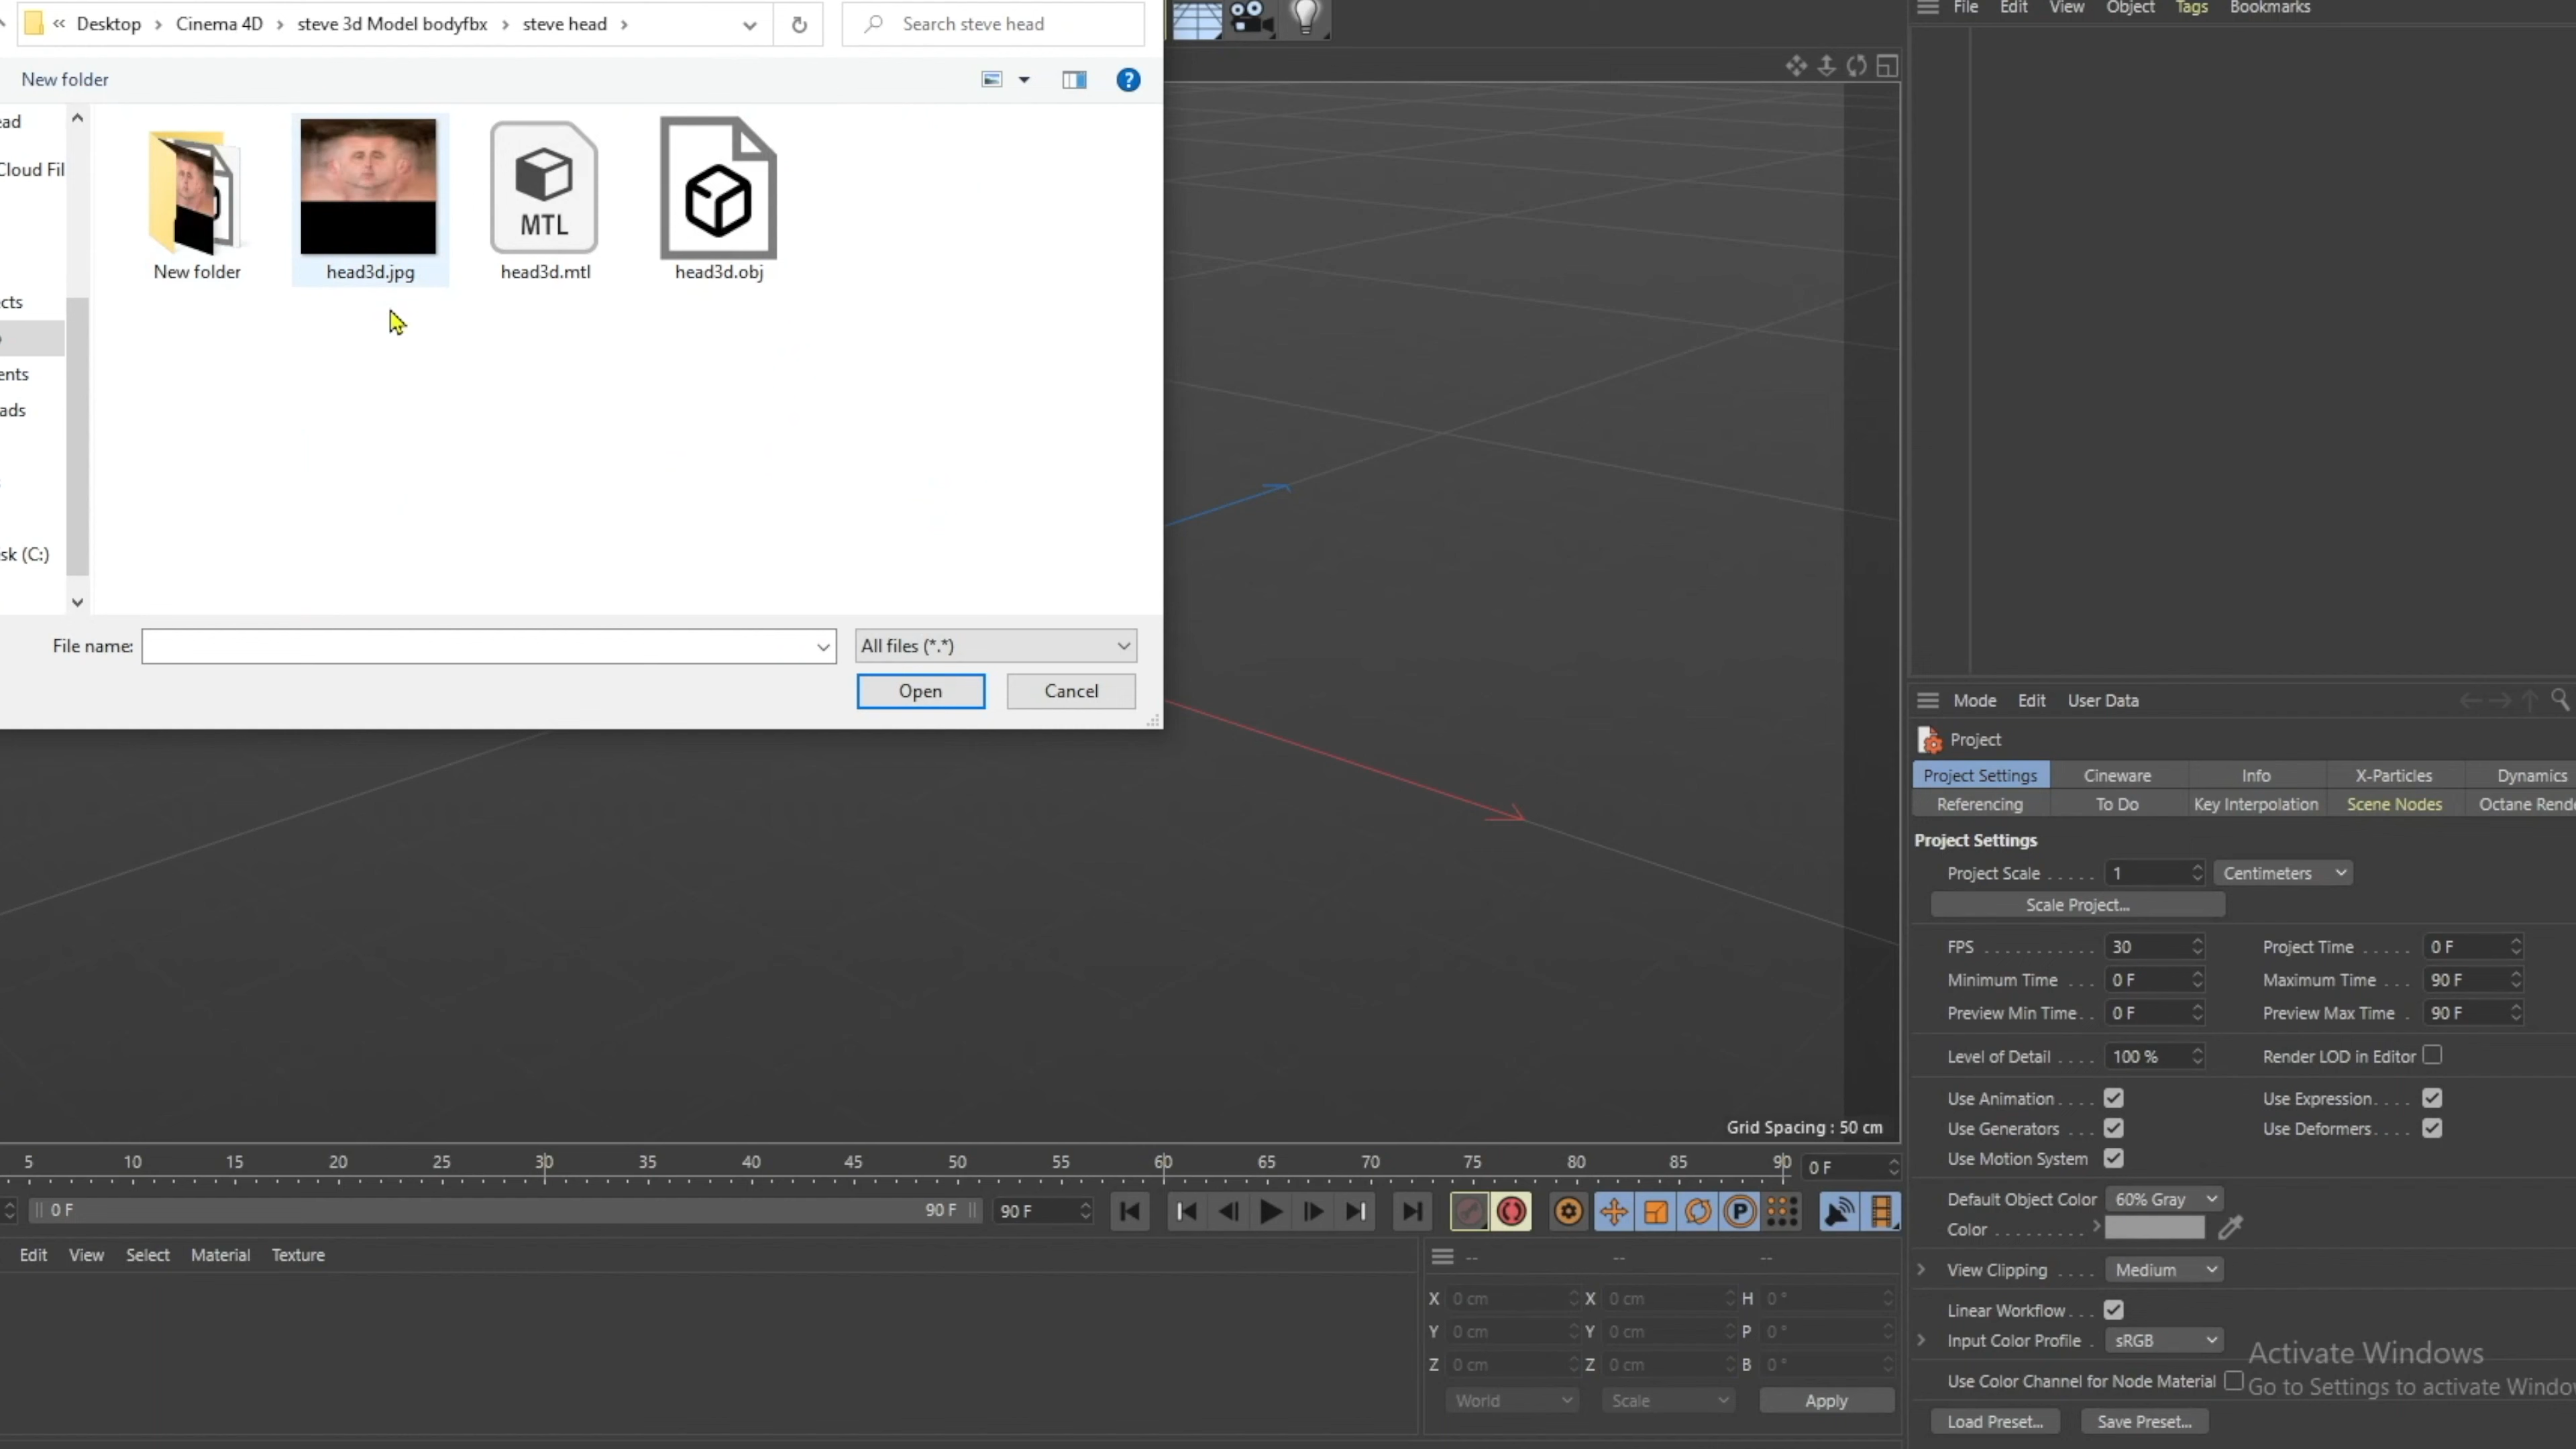 « Desktop › Cinema 4D › steve 3d Model bodyfbx › steve head ›
Search steve head
New folder
ead
Cloud Fil
cts
ents
ads
sk (C:)
New folder
head3d.jpg
MTL
head3d.mtl
head3d.obj
File name:
All files (*.*)
Open
Cancel
File Edit View Object Tags Bookmarks
Grid Spacing : 50 cm
Mode Edit User Data
Project
Project Settings Cineware Info X-Particles Dynamics
Referencing To Do Key Interpolation Scene Nodes Octane Rende
Project Settings
Project Scale ..... 1 Centimeters
Scale Project...
FPS ........... 30 Project Time ..... 0 F
Minimum Time ... 0 F Maximum Time ... 90 F
Preview Min Time.. 0 F Preview Max Time . 90 F
Level of Detail .... 100 % Render LOD in Editor
Use Animation.... Use Expression....
Use Generators ... Use Deformers....
Use Motion System
Default Object Color 60% Gray
Color .........
View Clipping .... Medium
Linear Workflow...
Input Color Profile . sRGB
Use Color Channel for Node Material
Load Preset... Save Preset...
Activate Windows
Go to Settings to activate Windo
5 10 15 20 25 30 35 40 45 50 55 60 65 70 75 80 85 90 0 F
0 F 90 F 90 F
P
Edit View Select Material Texture
-- -- --
X 0 cm X 0 cm H 0 °
Y 0 cm Y 0 cm P 0 °
Z 0 cm Z 0 cm B 0 °
World Scale Apply